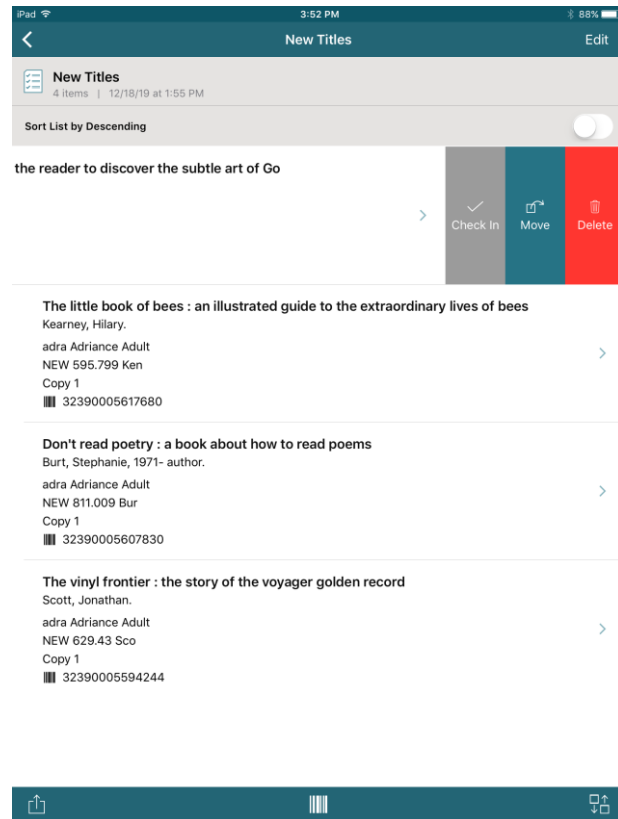 iPad 3:52 PM 88%
New Titles Edit
New Titles
4 items | 12/18/19 at 1:55 PM
Sort List by Descending
the reader to discover the subtle art of Go
Check In Move Delete
The little book of bees : an illustrated guide to the extraordinary lives of bees
Kearney, Hilary.
adra Adriance Adult
NEW 595.799 Ken
Copy 1
32390005617680
Don't read poetry : a book about how to read poems
Burt, Stephanie, 1971- author.
adra Adriance Adult
NEW 811.009 Bur
Copy 1
32390005607830
The vinyl frontier : the story of the voyager golden record
Scott, Jonathan.
adra Adriance Adult
NEW 629.43 Sco
Copy 1
32390005594244